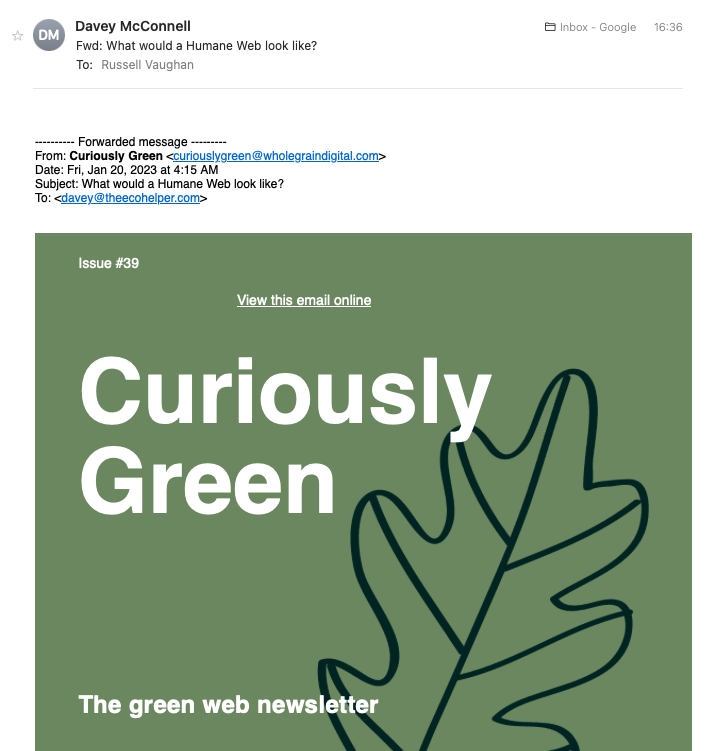 DM
Davey McConnell
Inbox - Google 16:36
Fwd: What would a Humane Web look like?
To: Russell Vaughan
---------- Forwarded message ---------
From: Curiously Green <curiouslygreen@wholegraindigital.com>
Date: Fri, Jan 20, 2023 at 4:15 AM
Subject: What would a Humane Web look like?
To: <davey@theecohelper.com>
Issue #39
View this email online
Curiously
Green
The green web newsletter